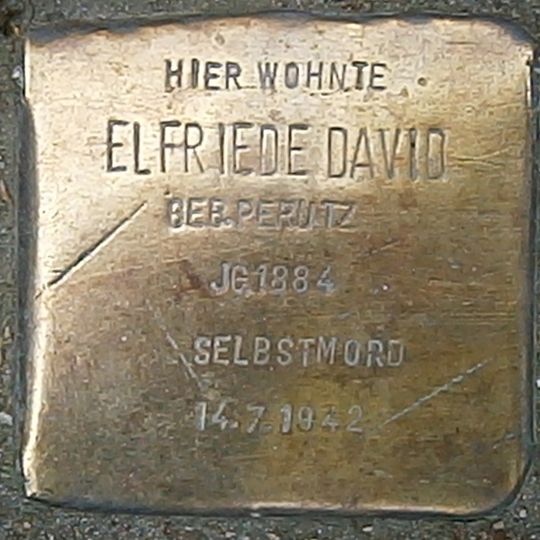 HIER WOHNTE
ELFRIEDE DAVID
GEB. PERUTZ
JG 1884
SELBSTMORD
14.7.1942